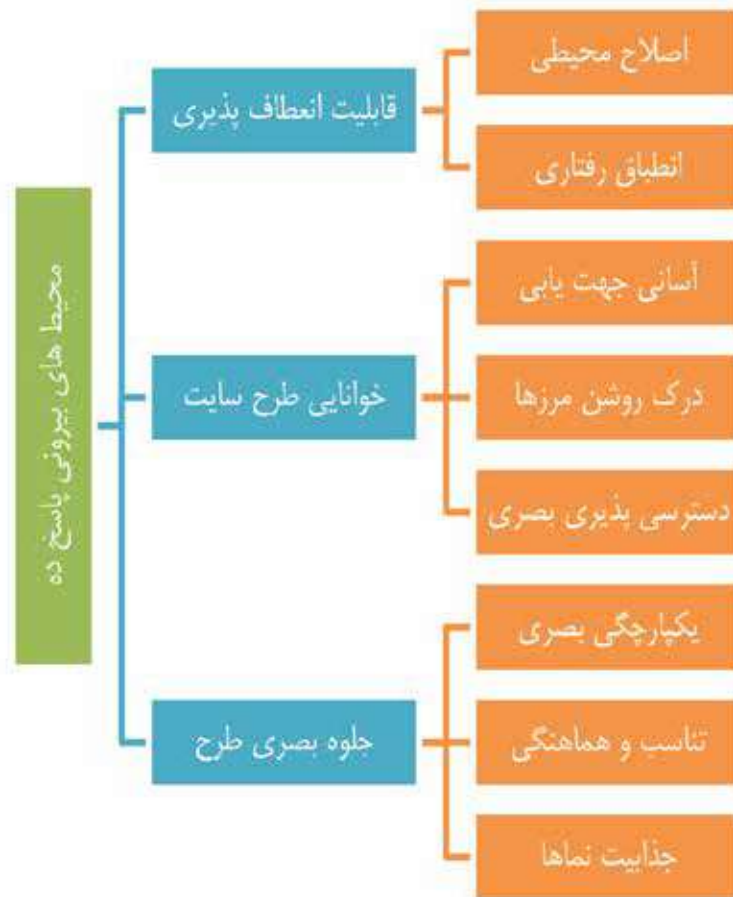 محیط های بیرونی پاسخ ده
قابلیت انعطاف پذیری
اصلاح محیطی
انطباق رفتاری
خوانایی طرح سایت
آسانی جهت یابی
درک روشن مرزها
دسترسی پذیری بصری
جلوه بصری طرح
یکپارچگی بصری
تناسب و هماهنگی
جذابیت نماها